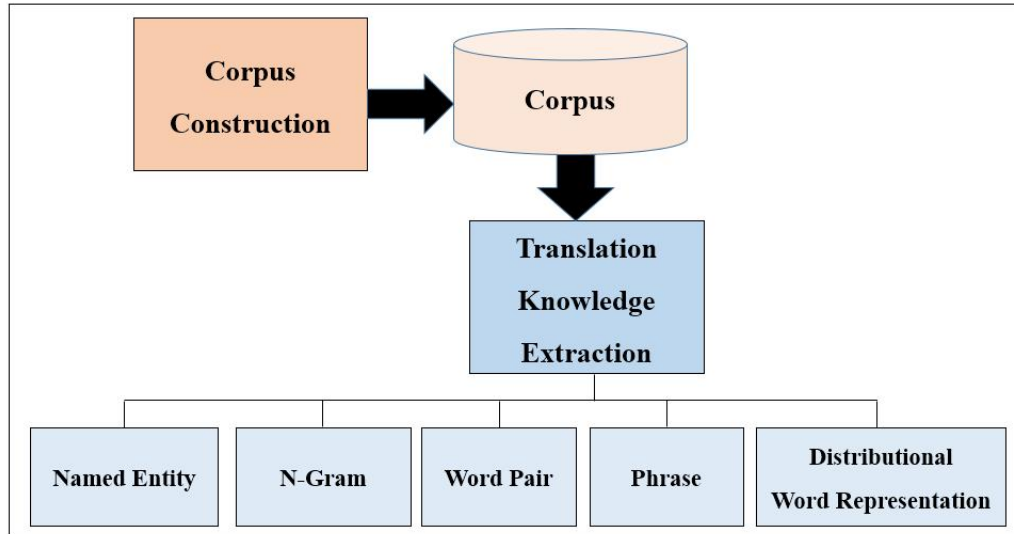 Corpus
Construction
Corpus
Translation
Knowledge
Extraction
Named Entity
N-Gram
Word Pair
Phrase
Distributional
Word Representation